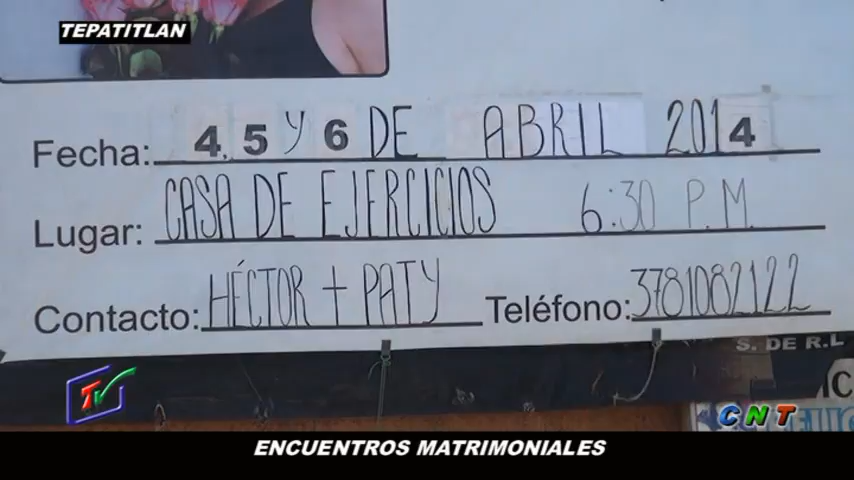 TEPATITLAN
Fecha: 4, 5 Y 6 DE ABRIL 2014
Lugar: CASA DE EJERCICIOS 6:30 P.M.
Contacto: HÉCTOR + PATY Teléfono: 3781082122
S. DE R.L
TV
CNT
ENCUENTROS MATRIMONIALES